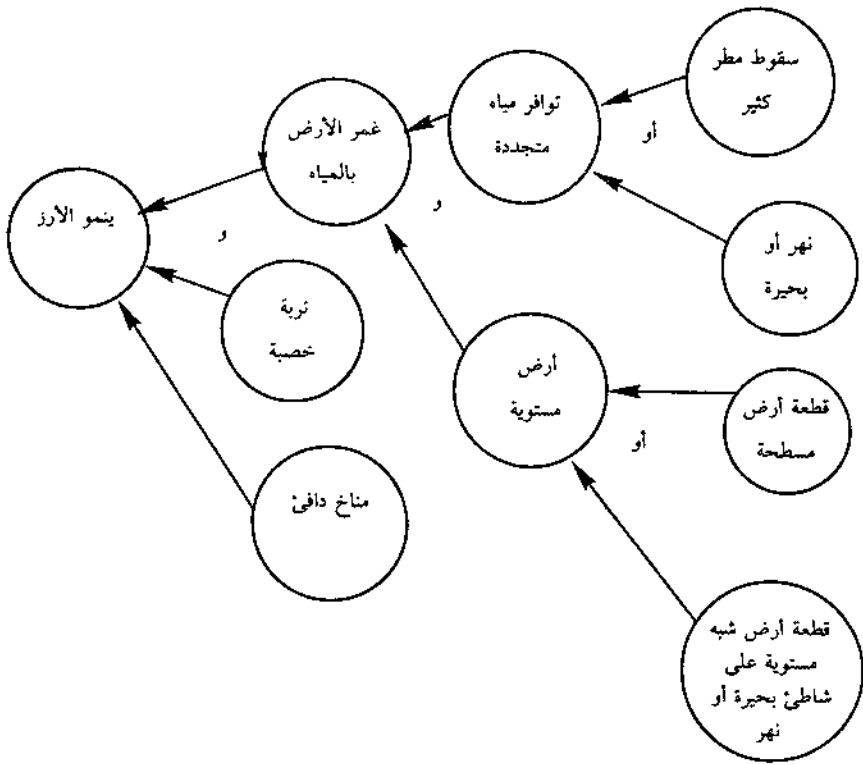 سقوط مطر
كثير
أو
توافر مياه
متجددة
نهر أو
بحيرة
غمر الأرض
بالمياه
و
ينمو الأرز
و
تربة
خصبة
مناخ دافئ
أرض
مستوية
أو
قطعة أرض
مسطحة
قطعة أرض شبه
مستوية على
شاطئ بحيرة أو
نهر